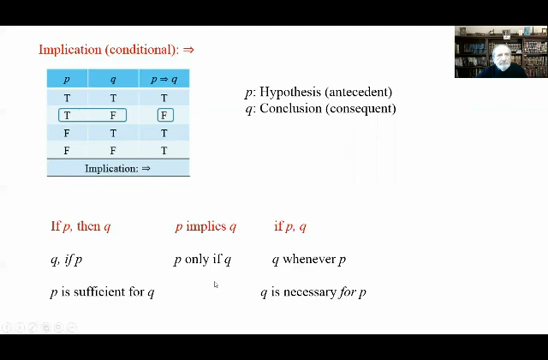 Implication (conditional): ⇒
p q p ⇒ q
T T T
T F F
F T T
F F T
Implication: ⇒
p: Hypothesis (antecedent)
q: Conclusion (consequent)
If p, then q p implies q if p, q
q, if p p only if q q whenever p
p is sufficient for q q is necessary for p